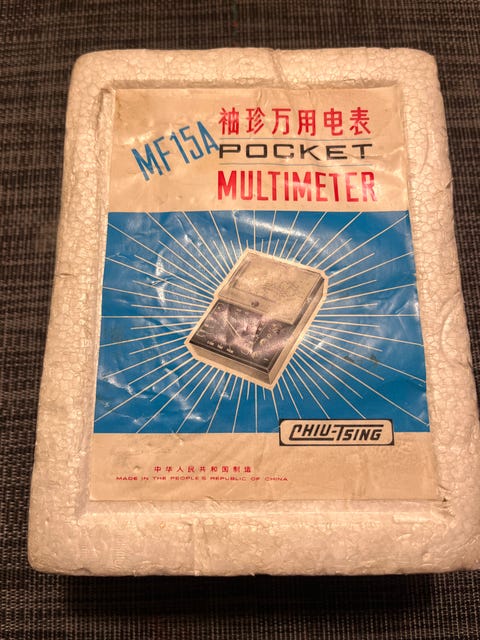 袖珍万用电表
MF15A
POCKET
MULTIMETER
CHIU-TSING
中华人民共和国制造
MADE IN THE PEOPLE'S REPUBLIC OF CHINA